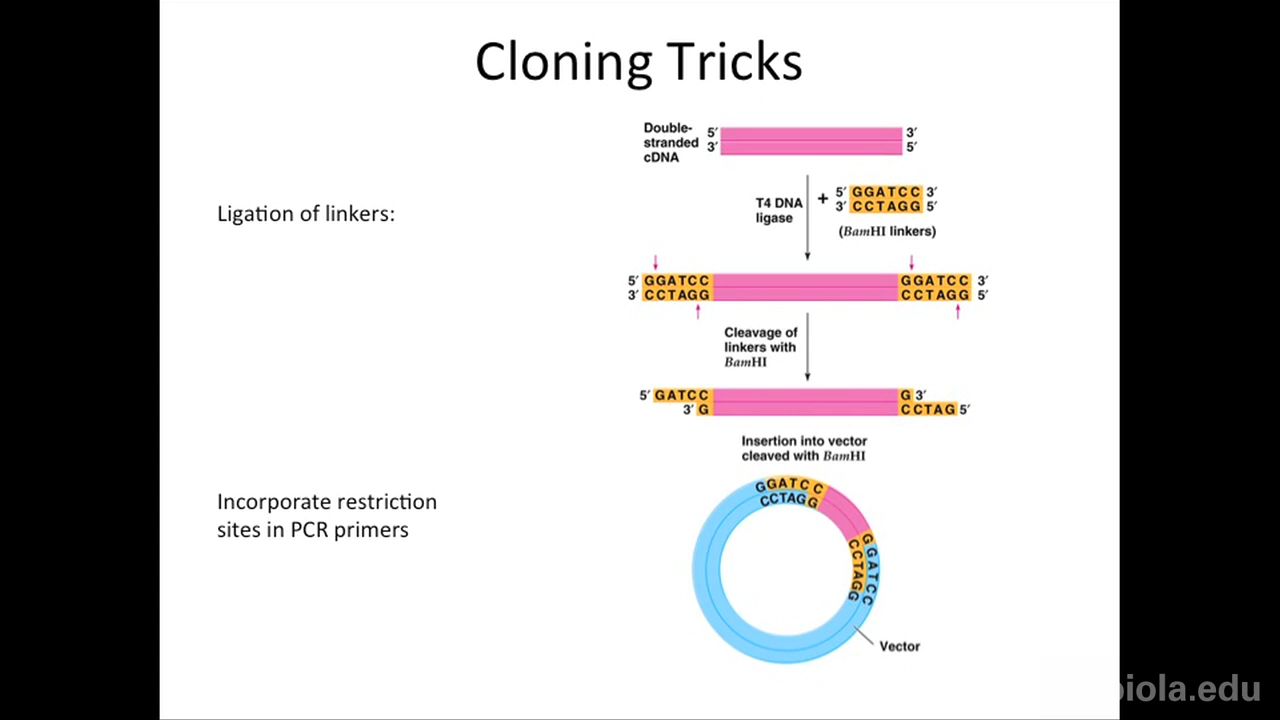 Cloning Tricks
Double-
stranded
cDNA
5′ 3′
3′ 5′
Ligation of linkers:
T4 DNA
ligase
+
5′ GGATCC 3′
3′ CCTAGG 5′
(BamHI linkers)
5′ GGATCC GGATCC 3′
3′ CCTAGG CCTAGG 5′
Cleavage of
linkers with
BamHI
5′ GATCC G 3′
3′ G CCTAG 5′
Insertion into vector
cleaved with BamHI
Incorporate restriction
sites in PCR primers
GGATCC
CCTAGG
GGATCC
CCTAGG
Vector
biola.edu